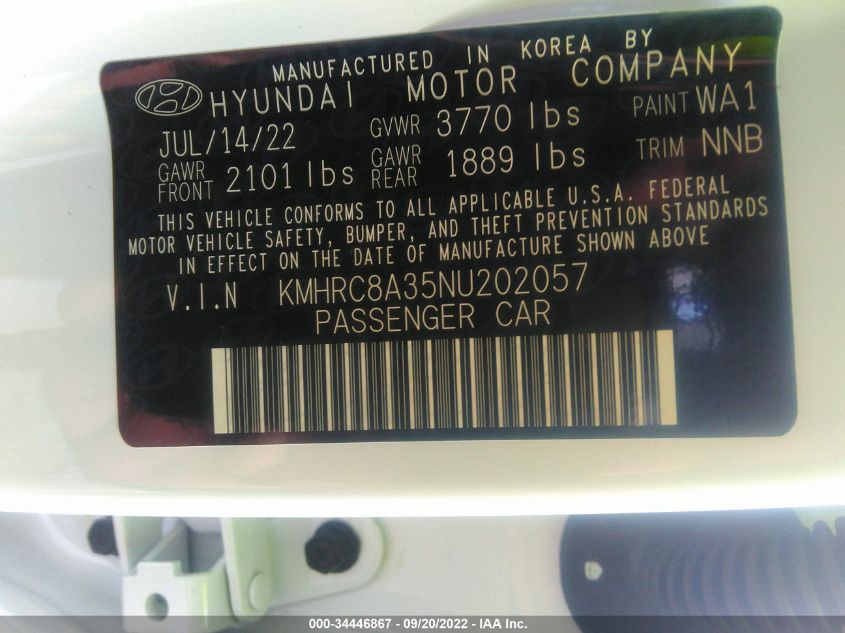 MANUFACTURED IN KOREA BY
HYUNDAI MOTOR COMPANY
JUL/14/22 GVWR 3770 lbs PAINT WA1
GAWR FRONT 2101 lbs GAWR REAR 1889 lbs TRIM NNB
THIS VEHICLE CONFORMS TO ALL APPLICABLE U.S.A. FEDERAL
MOTOR VEHICLE SAFETY, BUMPER, AND THEFT PREVENTION STANDARDS
IN EFFECT ON THE DATE OF MANUFACTURE SHOWN ABOVE
V.I.N KMHRC8A35NU202057
PASSENGER CAR
000-34446867 - 09/20/2022 - IAA Inc.